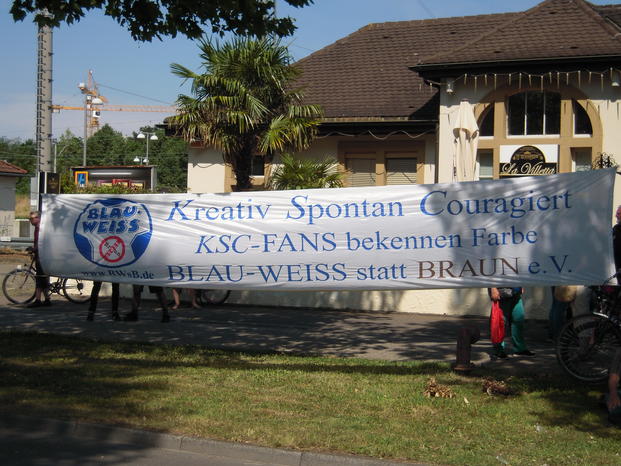 BLAU-
WEISS
www.BWsB.de
Kreativ Spontan Couragiert
KSC-FANS bekennen Farbe
BLAU-WEISS statt BRAUN e.V.
La Villetta